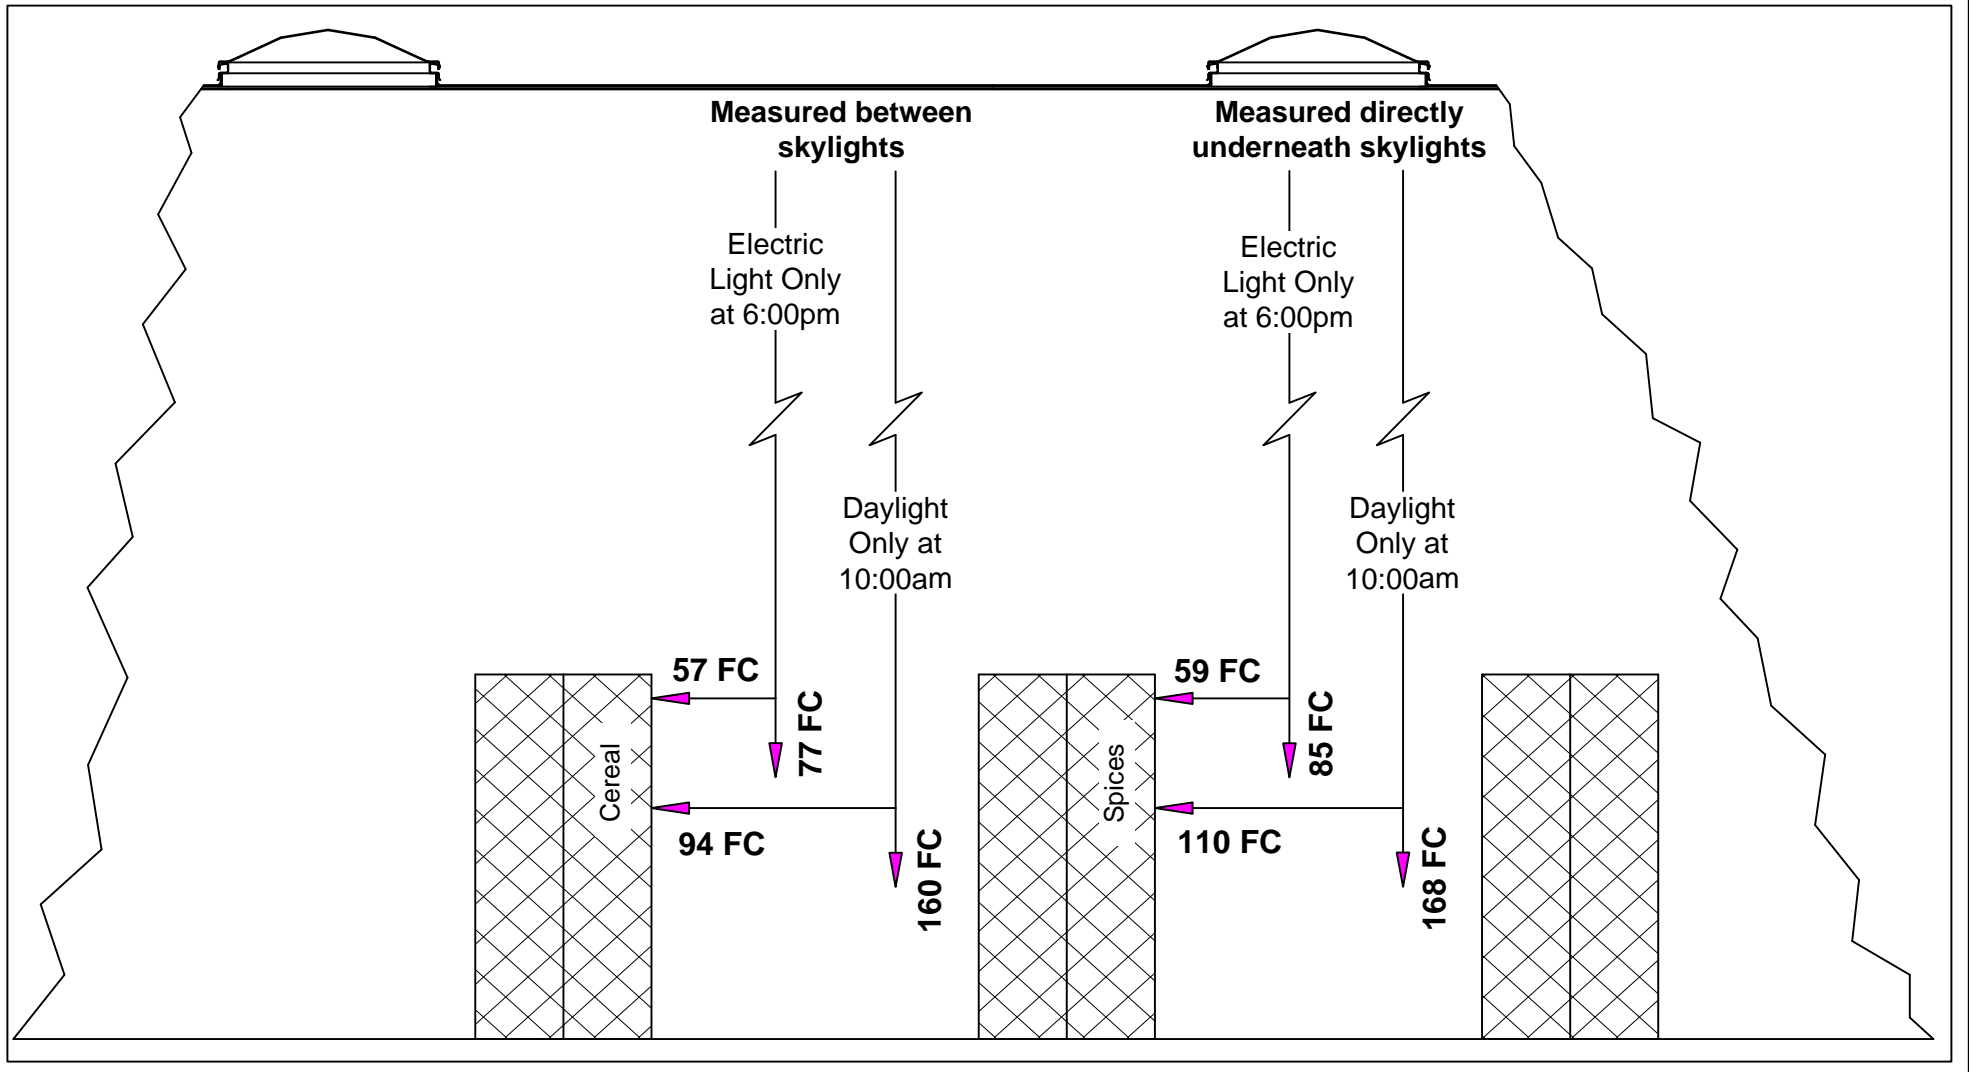 Measured between
skylights
Measured directly
underneath skylights
Electric
Light Only
at 6:00pm
Electric
Light Only
at 6:00pm
Daylight
Only at
10:00am
Daylight
Only at
10:00am
57 FC
77 FC
59 FC
85 FC
Cereal
94 FC
160 FC
Spices
110 FC
168 FC